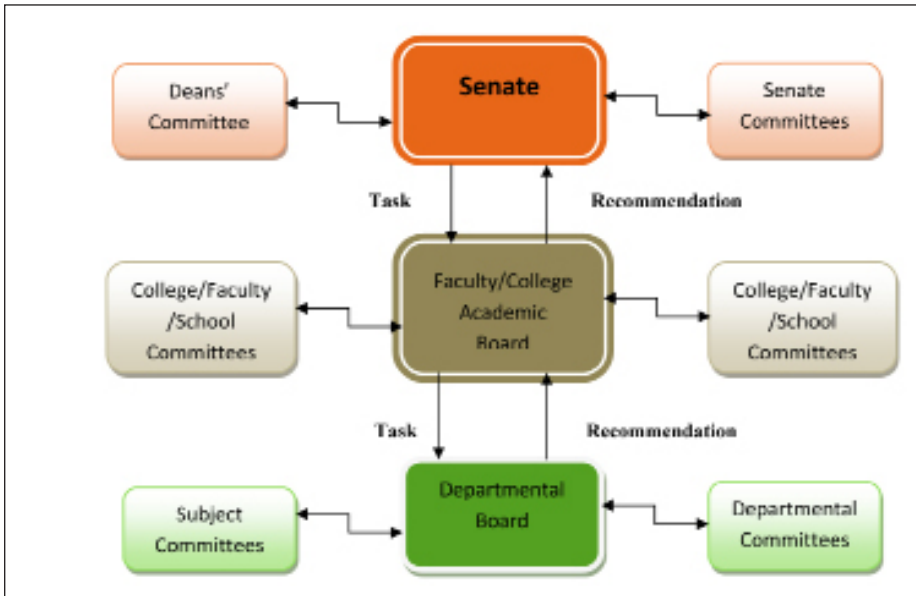 Senate
Deans'
Committee
Senate
Committees
Task
Recommendation
College/Faculty
/School
Committees
Faculty/College
Academic
Board
College/Faculty
/School
Committees
Task
Recommendation
Subject
Committees
Departmental
Board
Departmental
Committees